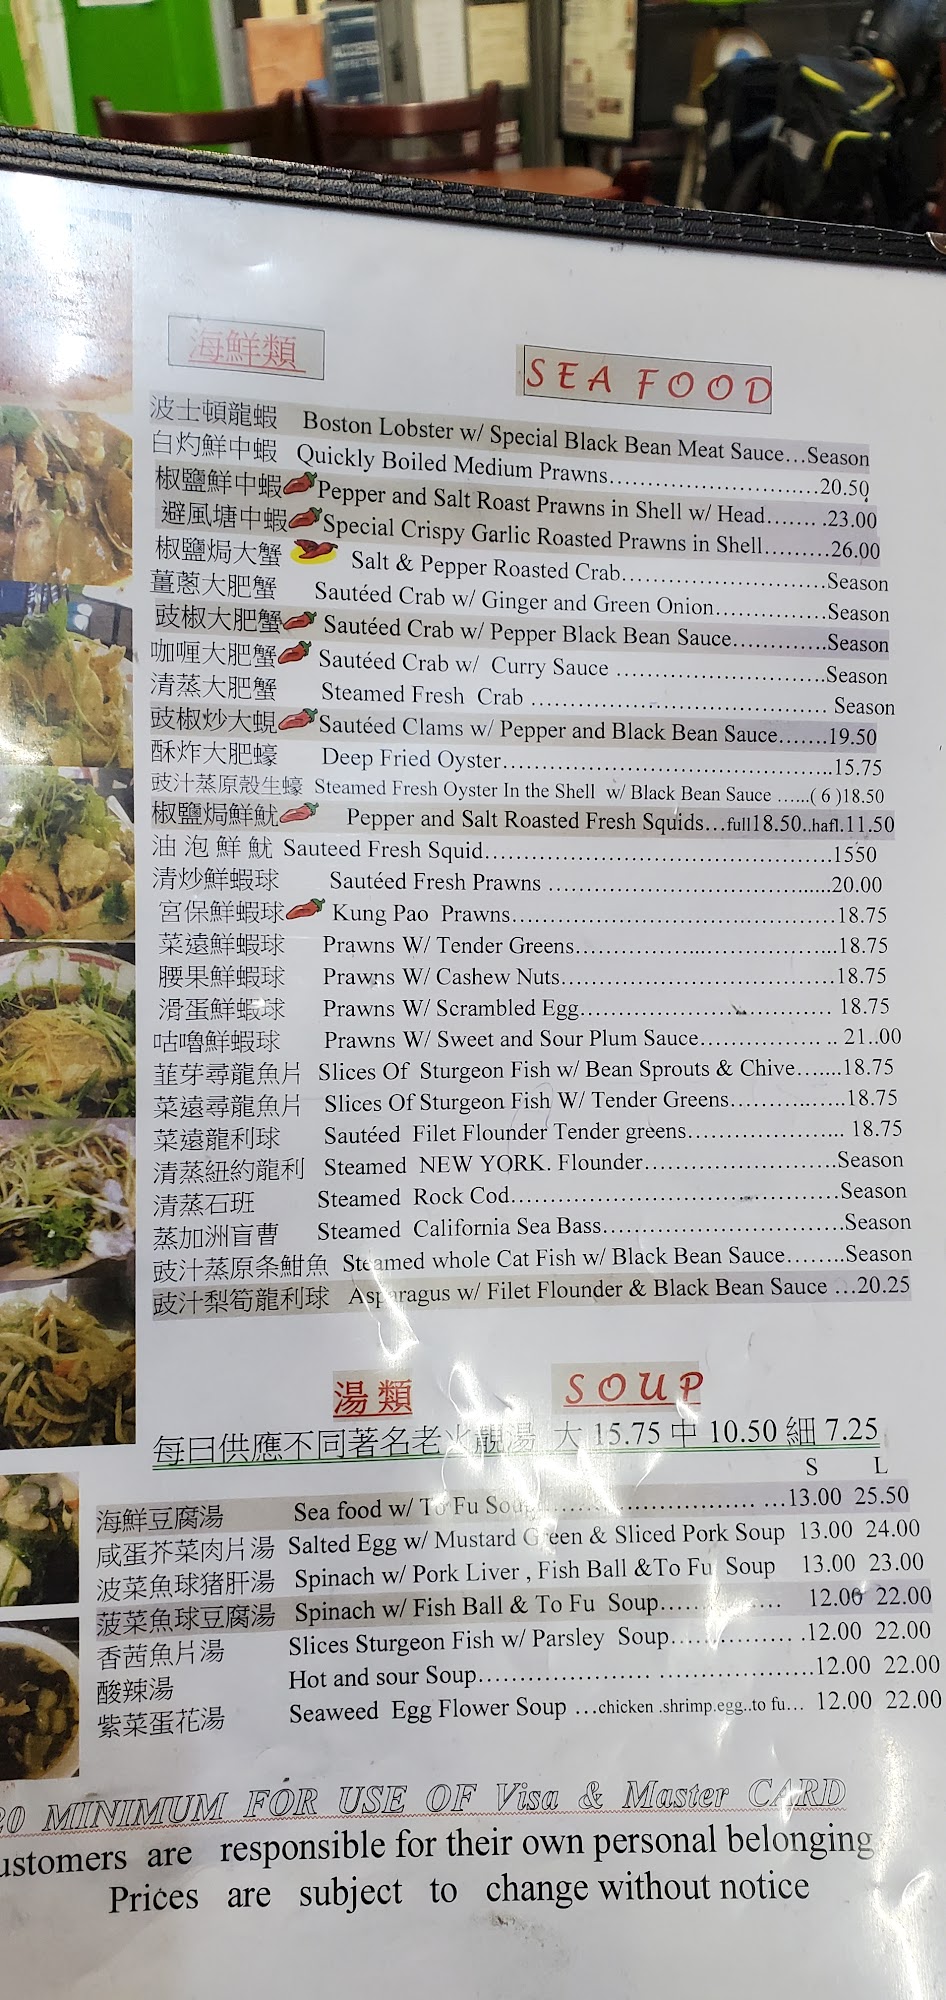 ACCESS
海鮮類 SEA FOOD
波士頓龍蝦 Boston Lobster w/ Special Black Bean Meat Sauce...Season
白灼鮮中蝦 Quickly Boiled Medium Prawns..............................20.50
椒鹽鮮中蝦 Pepper and Salt Roast Prawns in Shell w/ Head....... .23.00
避風塘中蝦 Special Crispy Garlic Roasted Prawns in Shell.........26.00
椒鹽焗大蟹 Salt & Pepper Roasted Crab..............................Season
薑蔥大肥蟹 Sautéed Crab w/ Ginger and Green Onion................Season
豉椒大肥蟹 Sautéed Crab w/ Pepper Black Bean Sauce.............Season
咖喱大肥蟹 Sautéed Crab w/ Curry Sauce ..............................Season
清蒸大肥蟹 Steamed Fresh Crab .......................................... Season
豉椒炒大蜆 Sautéed Clams w/ Pepper and Black Bean Sauce.......19.50
酥炸大肥蠔 Deep Fried Oyster...............................................15.75
豉汁蒸原殼生蠔 Steamed Fresh Oyster In the Shell w/ Black Bean Sauce ......( 6 )18.50
椒鹽焗鮮魷 Pepper and Salt Roasted Fresh Squids...full18.50..hafl.11.50
油泡鮮魷 Sauteed Fresh Squid..................................................1550
清炒鮮蝦球 Sautéed Fresh Prawns ........................................20.00
宮保鮮蝦球 Kung Pao Prawns..............................................18.75
菜遠鮮蝦球 Prawns W/ Tender Greens.....................................18.75
腰果鮮蝦球 Prawns W/ Cashew Nuts.......................................18.75
滑蛋鮮蝦球 Prawns W/ Scrambled Egg.................................... 18.75
咕嚕鮮蝦球 Prawns W/ Sweet and Sour Plum Sauce.................. .. 21..00
韮芽尋龍魚片 Slices Of Sturgeon Fish w/ Bean Sprouts & Chive.......18.75
菜遠尋龍魚片 Slices Of Sturgeon Fish W/ Tender Greens................18.75
菜遠龍利球 Sautéed Filet Flounder Tender greens...................... 18.75
清蒸紐約龍利 Steamed NEW YORK. Flounder...........................Season
清蒸石班 Steamed Rock Cod...............................................Season
蒸加洲盲曹 Steamed California Sea Bass..................................Season
豉汁蒸原条鉗魚 Steamed whole Cat Fish w/ Black Bean Sauce........Season
豉汁梨筍龍利球 Asparagus w/ Filet Flounder & Black Bean Sauce ...20.25
湯類 SOUP
每日供應不同著名老火靚湯 大 15.75 中 10.50 細 7.25
S L
海鮮豆腐湯 Sea food w/ To Fu Soup.............................. ...13.00 25.50
咸蛋芥菜肉片湯 Salted Egg w/ Mustard Green & Sliced Pork Soup 13.00 24.00
波菜魚球猪肝湯 Spinach w/ Pork Liver , Fish Ball &To Fu Soup 13.00 23.00
菠菜魚球豆腐湯 Spinach w/ Fish Ball & To Fu Soup................ 12.00 22.00
香茜魚片湯 Slices Sturgeon Fish w/ Parsley Soup................ .12.00 22.00
酸辣湯 Hot and sour Soup........................ ......................12.00 22.00
紫菜蛋花湯 Seaweed Egg Flower Soup ...chicken .shrimp.egg..to fu... 12.00 22.00
20 MINIMUM FOR USE OF Visa & Master CARD
ustomers are responsible for their own personal belonging
Prices are subject to change without notice